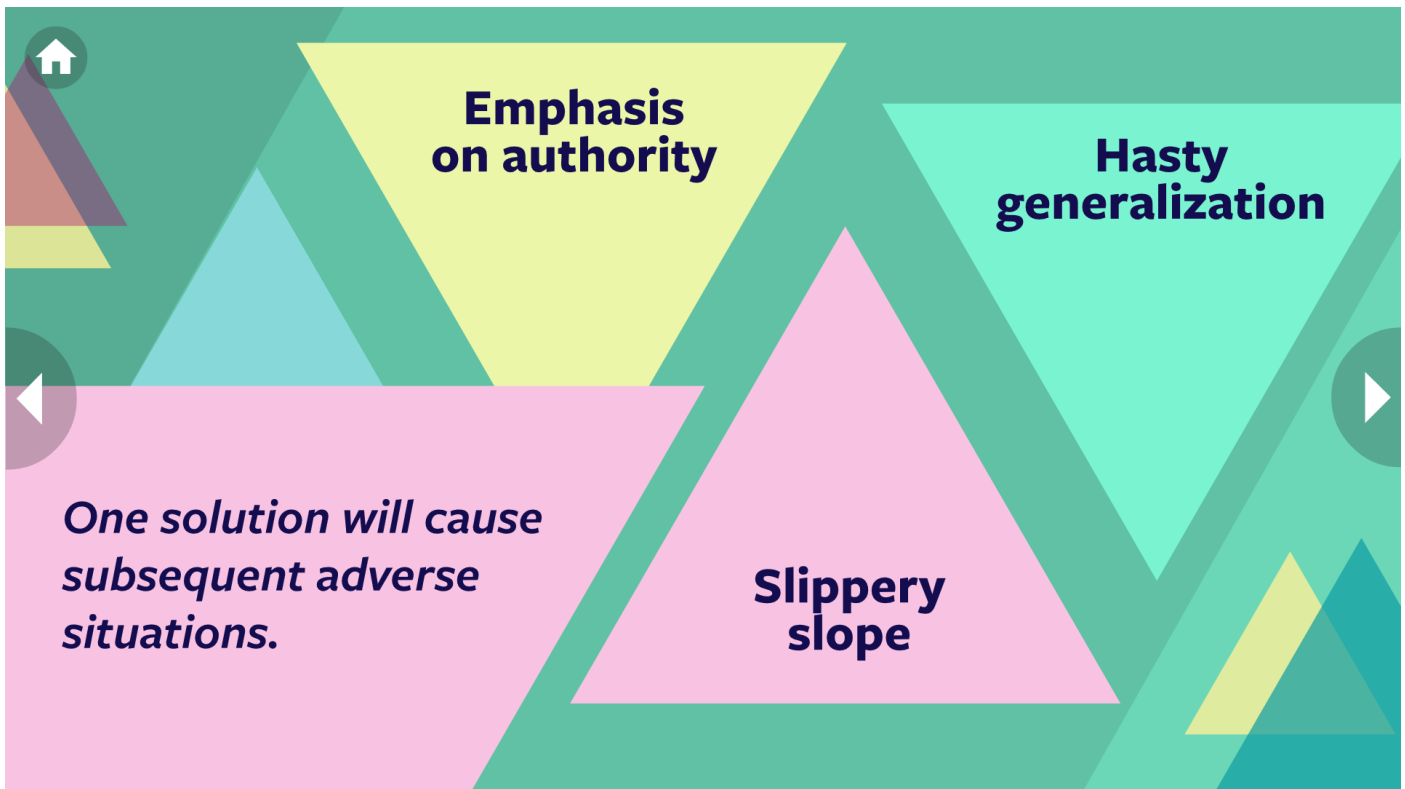 Emphasis
on authority
Hasty
generalization
One solution will cause
subsequent adverse
situations.
Slippery
slope